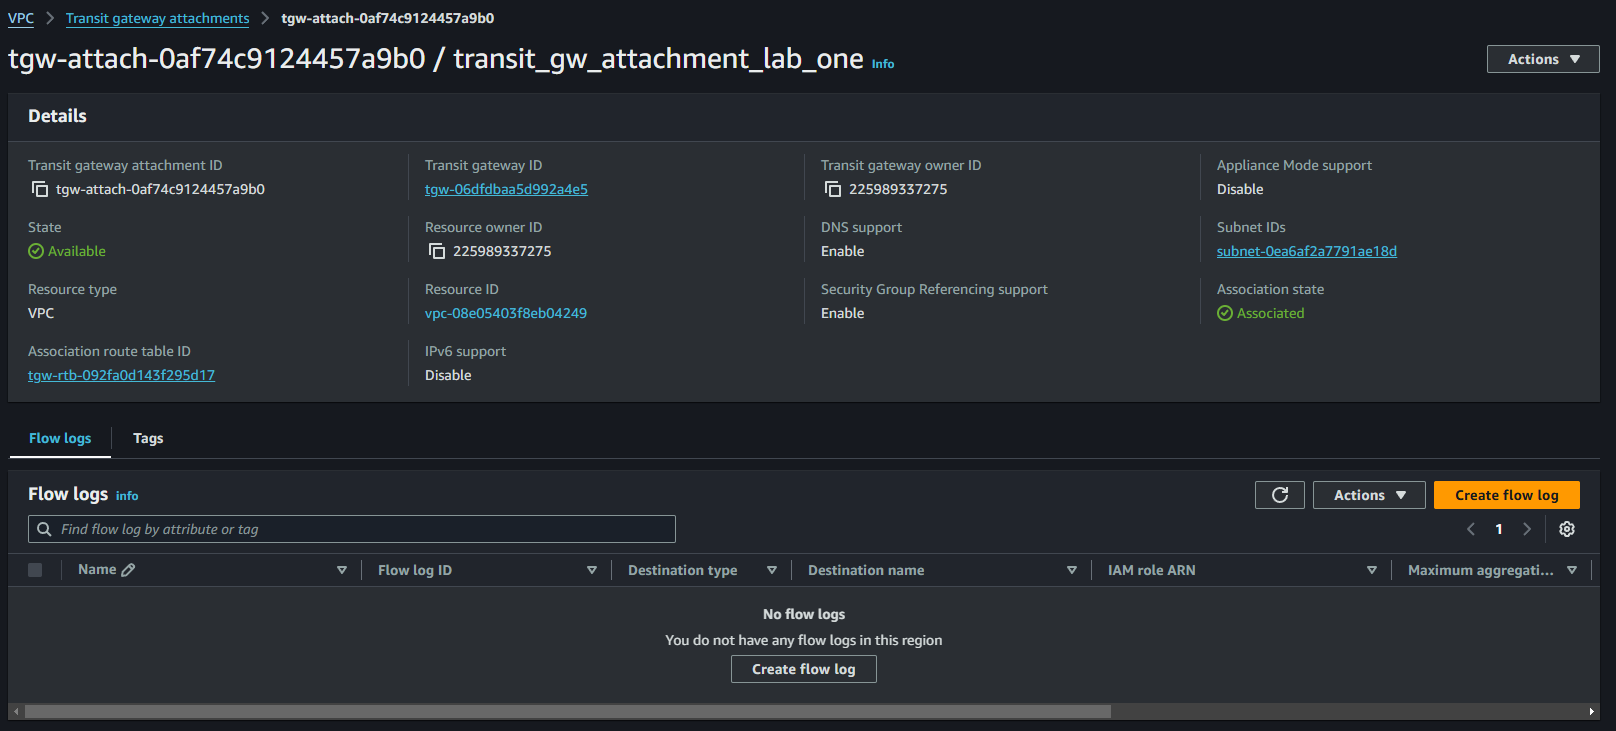 VPC > Transit gateway attachments > tgw-attach-0af74c9124457a9b0
tgw-attach-0af74c9124457a9b0 / transit_gw_attachment_lab_one Info
Actions
Details
Transit gateway attachment ID
tgw-attach-0af74c9124457a9b0
Transit gateway ID
tgw-06dfdbaa5d992a4e5
Transit gateway owner ID
225989337275
Appliance Mode support
Disable
State
Available
Resource owner ID
225989337275
DNS support
Enable
Subnet IDs
subnet-0ea6af2a7791ae18d
Resource type
VPC
Resource ID
vpc-08e05403f8eb04249
Security Group Referencing support
Enable
Association state
Associated
Association route table ID
tgw-rtb-092fa0d143f295d17
IPv6 support
Disable
Flow logs
Tags
Flow logs info
Actions
Create flow log
Find flow log by attribute or tag
1
Name
Flow log ID
Destination type
Destination name
IAM role ARN
Maximum aggregati...
No flow logs
You do not have any flow logs in this region
Create flow log